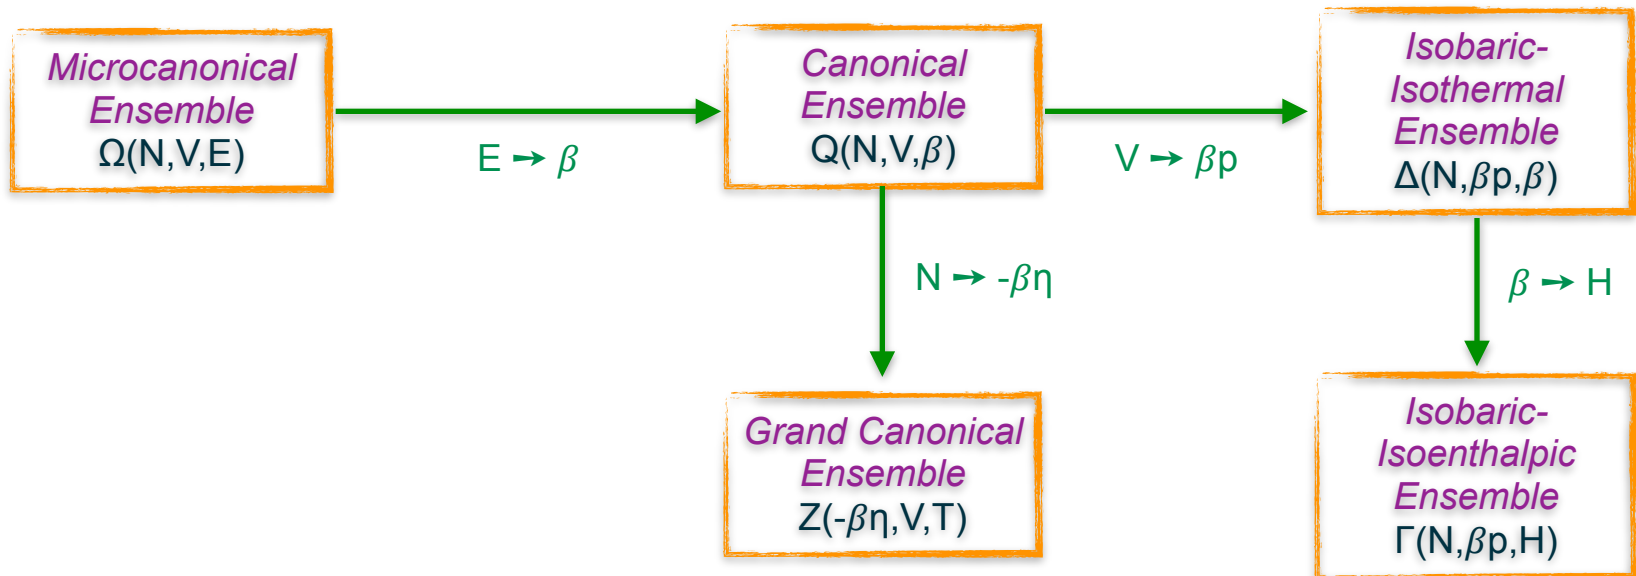 Microcanonical
Ensemble
Ω(N,V,E)
E → β
Canonical
Ensemble
Q(N,V,β)
V → βp
Isobaric-
Isothermal
Ensemble
Δ(N,βp,β)
N → -βη
β → H
Grand Canonical
Ensemble
Z(-βη,V,T)
Isobaric-
Isoenthalpic
Ensemble
Γ(N,βp,H)